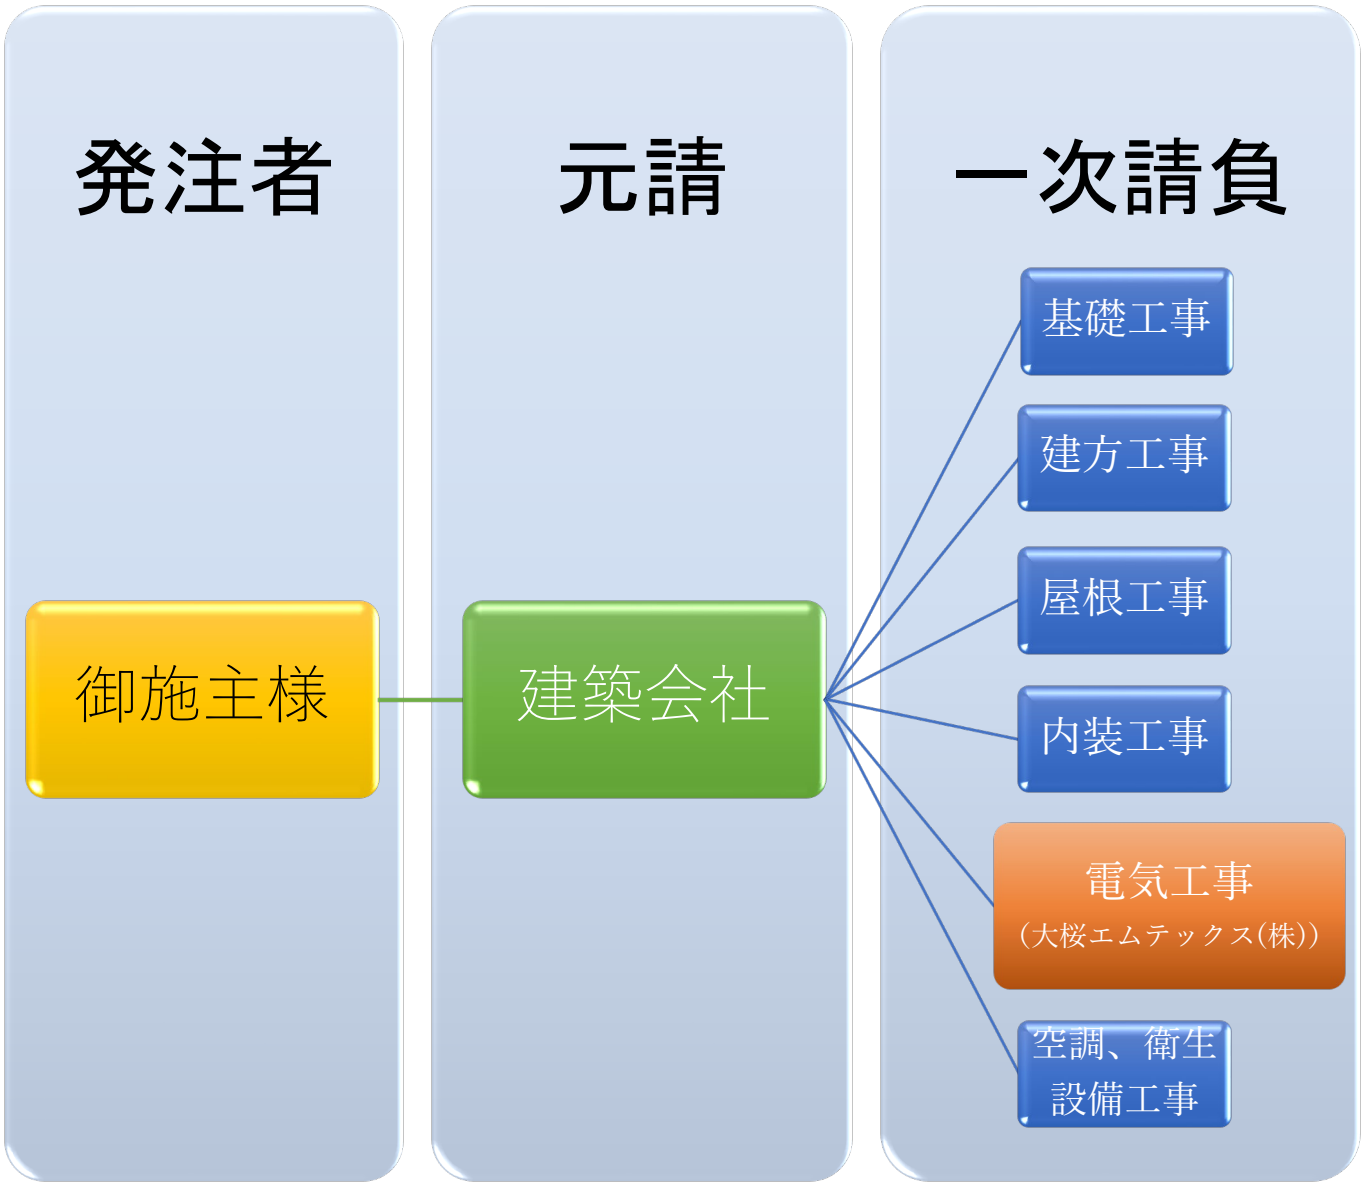 発注者
元請
一次請負
御施主様
建築会社
基礎工事
建方工事
屋根工事
内装工事
電気工事
(大桜エムテックス(株))
空調、衛生
設備工事